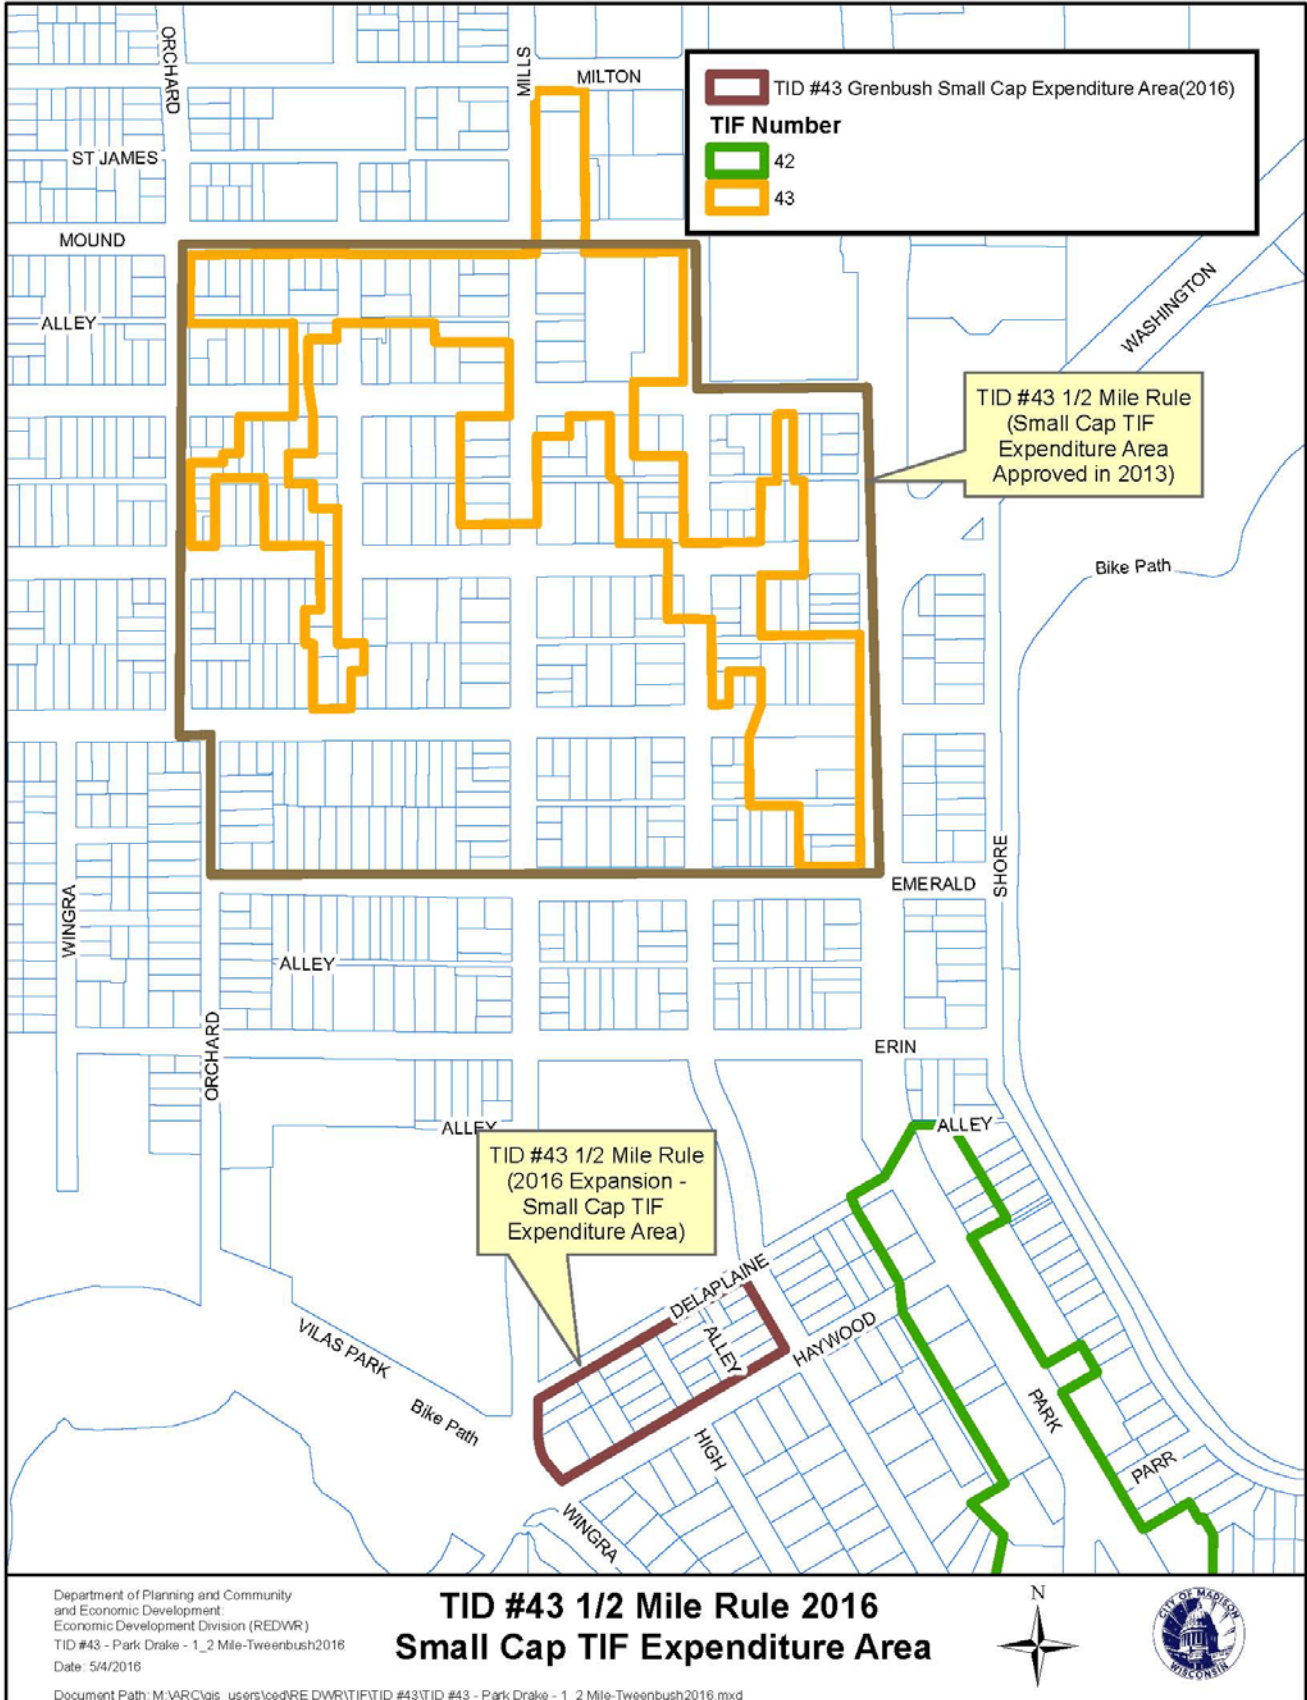 ORCHARD
MILLS
MILTON
ST JAMES
MOUND
ALLEY
TID #43 Grenbush Small Cap Expenditure Area(2016)
TIF Number
42
43
WASHINGTON
TID #43 1/2 Mile Rule
(Small Cap TIF
Expenditure Area
Approved in 2013)
Bike Path
SHORE
EMERALD
WINGRA
ALLEY
ORCHARD
ERIN
ALLEY
ALLEY
TID #43 1/2 Mile Rule
(2016 Expansion -
Small Cap TIF
Expenditure Area)
DELAPLAINE
ALLEY
HAYWOOD
VILAS PARK
Bike Path
HIGH
PARK
PARR
WINGRA
Department of Planning and Community
and Economic Development
Economic Development Division (REDWR)
TID #43 - Park Drake - 1_2 Mile-Tweenbush2016
Date: 5/4/2016
Document Path: M:\ARC\gis_users\ced\RE DWR\TIF\TID #43\TID #43 - Park Drake - 1_2 Mile-Tweenbush2016.mxd
TID #43 1/2 Mile Rule 2016
Small Cap TIF Expenditure Area
N
CITY OF MADISON
WISCONSIN